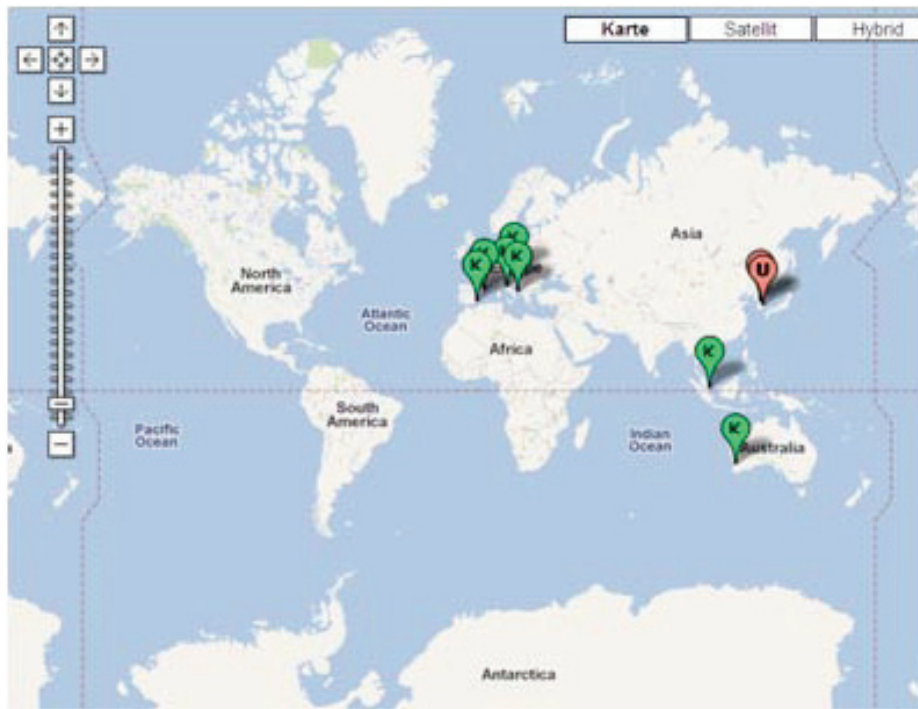 Karte
Satellit
Hybrid
Asia
North
America
Atlantic
Ocean
Africa
South
America
Pacific
Ocean
Indian
Ocean
Australia
Antarctica
K
K
K
K
U
K
K